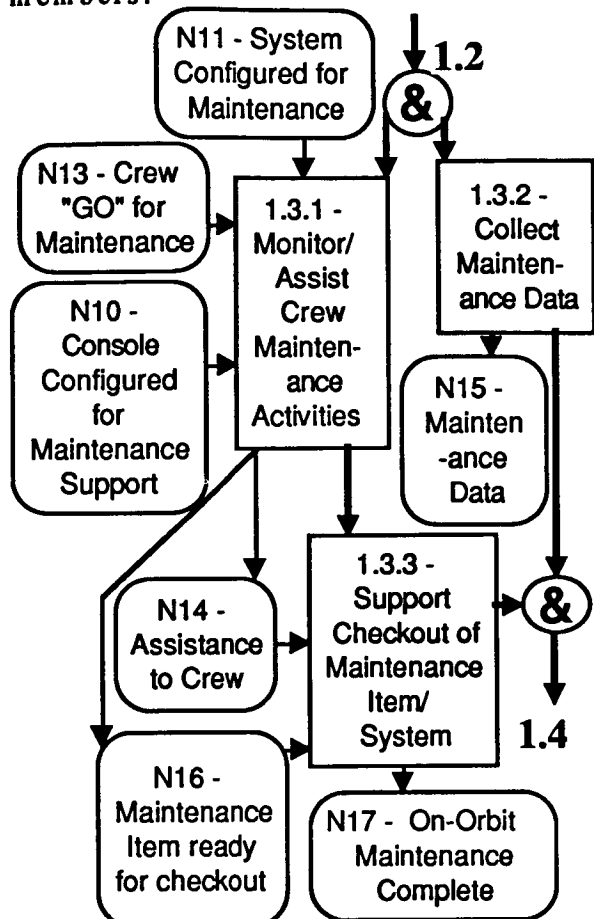 members.
N11 - System
Configured for
Maintenance
1.2
&
N13 - Crew
"GO" for
Maintenance
1.3.1 -
Monitor/
Assist
Crew
Mainten-
ance
Activities
1.3.2 -
Collect
Mainten-
ance Data
N10 -
Console
Configured
for
Maintenance
Support
N15 -
Mainten
-ance
Data
1.3.3 -
Support
Checkout of
Maintenance
Item/
System
&
N14 -
Assistance
to Crew
1.4
N16 -
Maintenance
Item ready
for checkout
N17 - On-Orbit
Maintenance
Complete